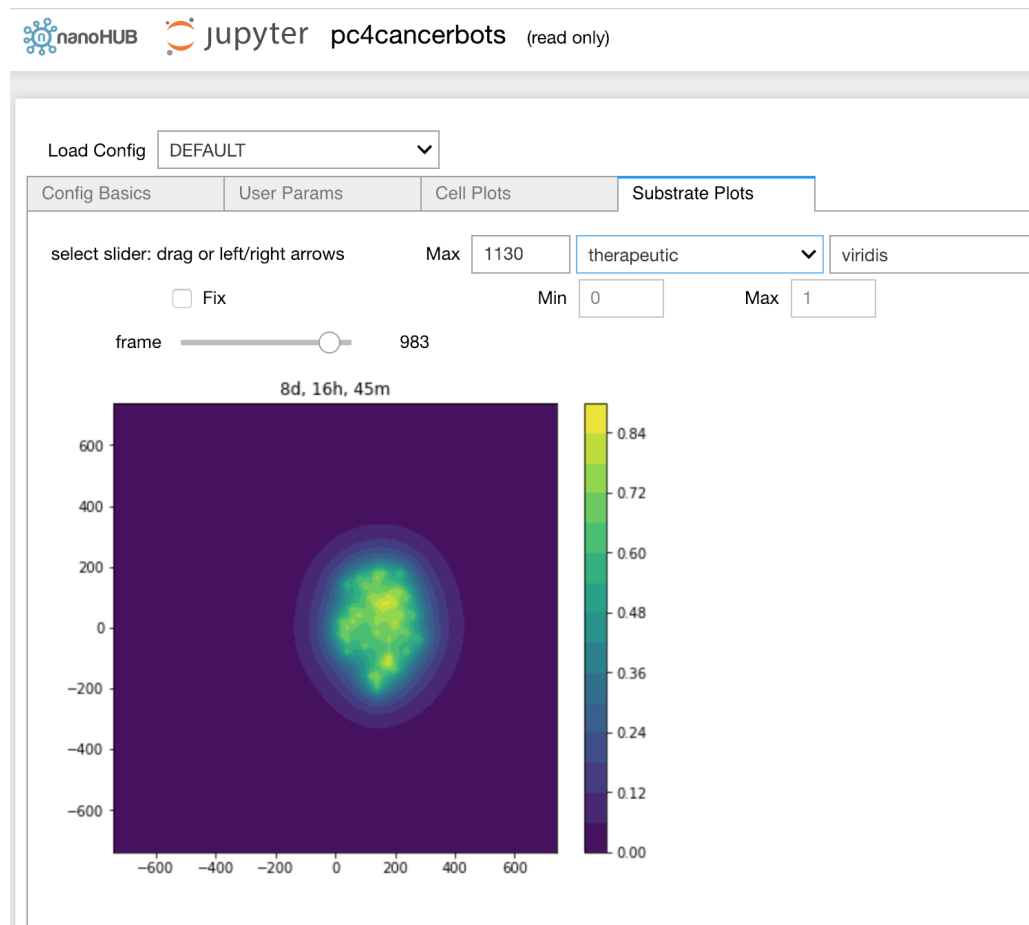 nanoHUB jupyter pc4cancerbots (read only)
Load Config DEFAULT
Config Basics User Params Cell Plots Substrate Plots
select slider: drag or left/right arrows Max 1130 therapeutic viridis
Fix Min 0 Max 1
frame 983
8d, 16h, 45m
0.84
600
0.72
400
0.60
200
0
0.48
0.36
−200
0.24
−400
0.12
−600
0.00
−600 −400 −200 0 200 400 600